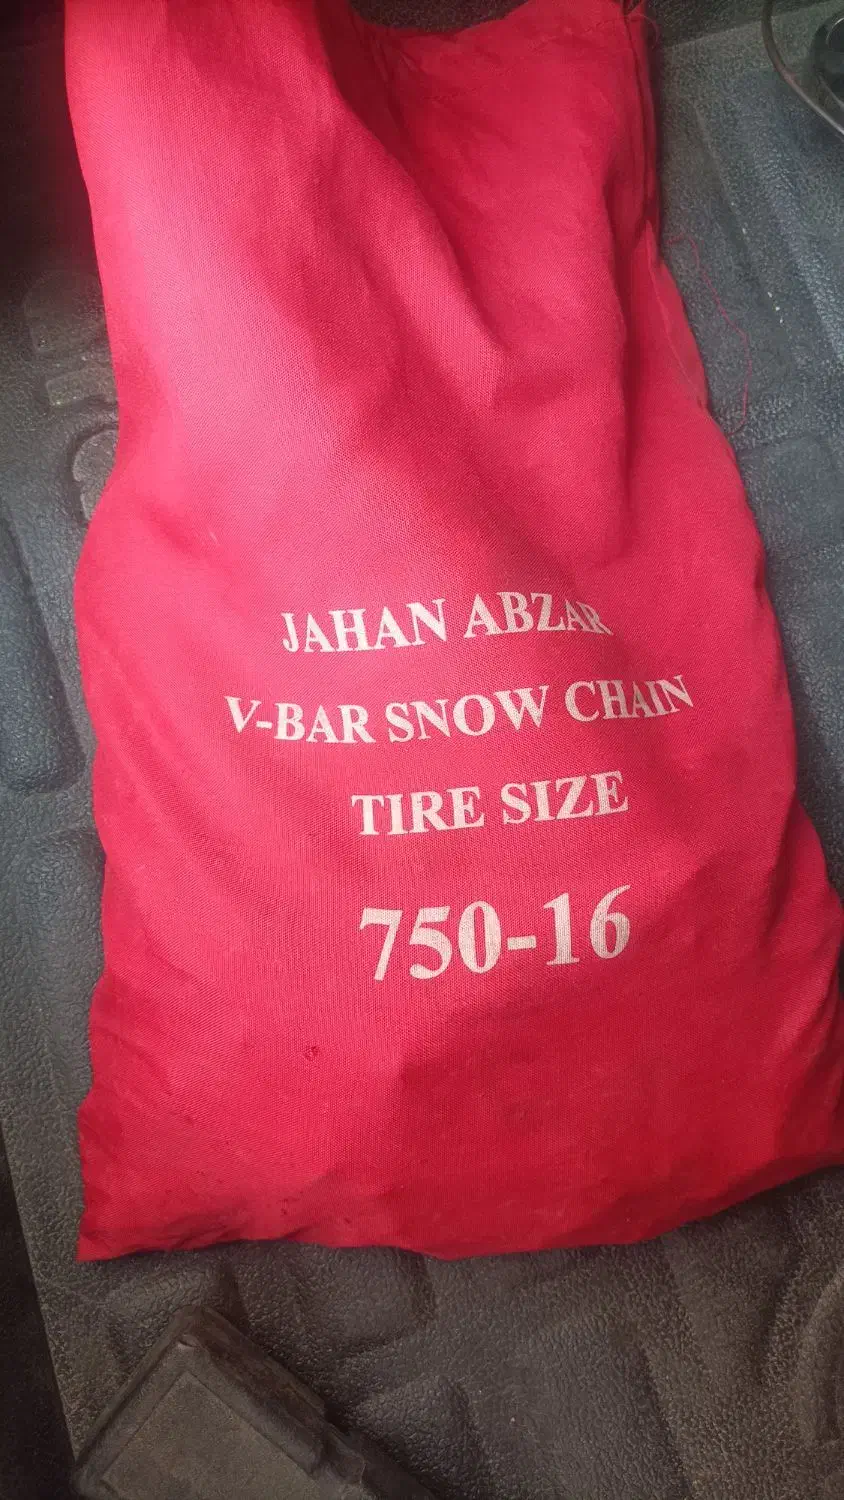 JAHAN ABZAR
V-BAR SNOW CHAIN
TIRE SIZE
750-16